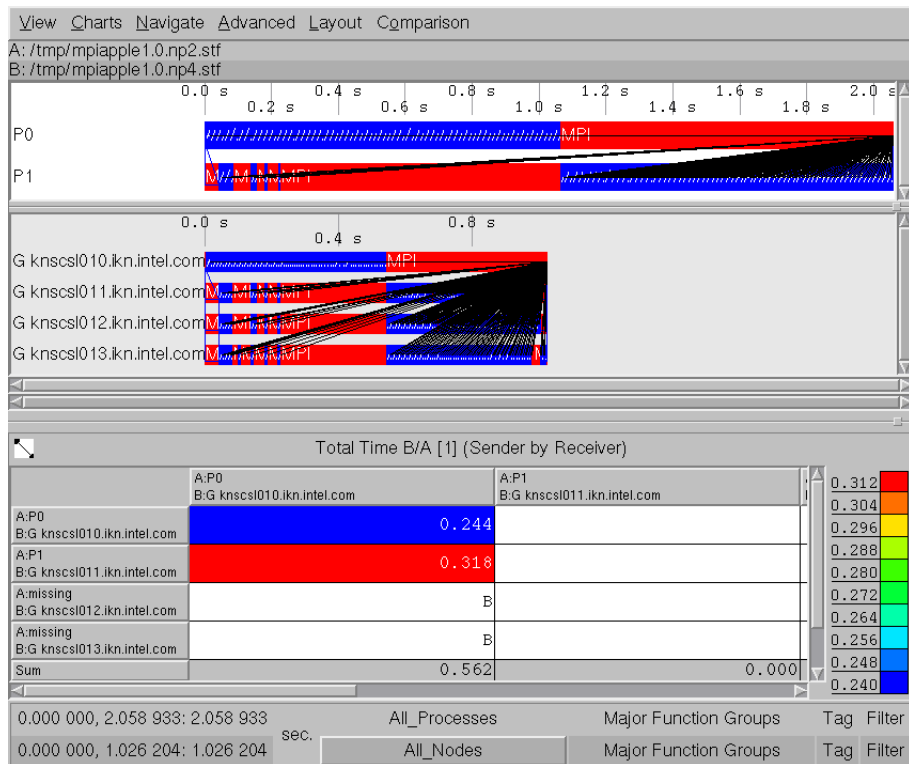 View Charts Navigate Advanced Layout Comparison
A: /tmp/mpiapple1.0.np2.stf
B: /tmp/mpiapple1.0.np4.stf
0.0 s 0.4 s 0.8 s 1.2 s 1.6 s 2.0 s
0.2 s 0.6 s 1.0 s 1.4 s 1.8 s
P0 MPI
P1 M M M M MPI
0.0 s 0.8 s
0.4 s
G knscsl010.ikn.intel.com MPI
G knscsl011.ikn.intel.com
G knscsl012.ikn.intel.com
G knscsl013.ikn.intel.com
Total Time B/A [1] (Sender by Receiver)
A:P0 A:P1
B:G knscsl010.ikn.intel.com B:G knscsl011.ikn.intel.com
A:P0
B:G knscsl010.ikn.intel.com 0.244
A:P1
B:G knscsl011.ikn.intel.com 0.318
A:missing
B:G knscsl012.ikn.intel.com B
A:missing
B:G knscsl013.ikn.intel.com B
Sum 0.562 0.000
0.312
0.304
0.296
0.288
0.280
0.272
0.264
0.256
0.248
0.240
0.000 000, 2.058 933: 2.058 933 sec. All_Processes Major Function Groups Tag Filter
0.000 000, 1.026 204: 1.026 204 All_Nodes Major Function Groups Tag Filter